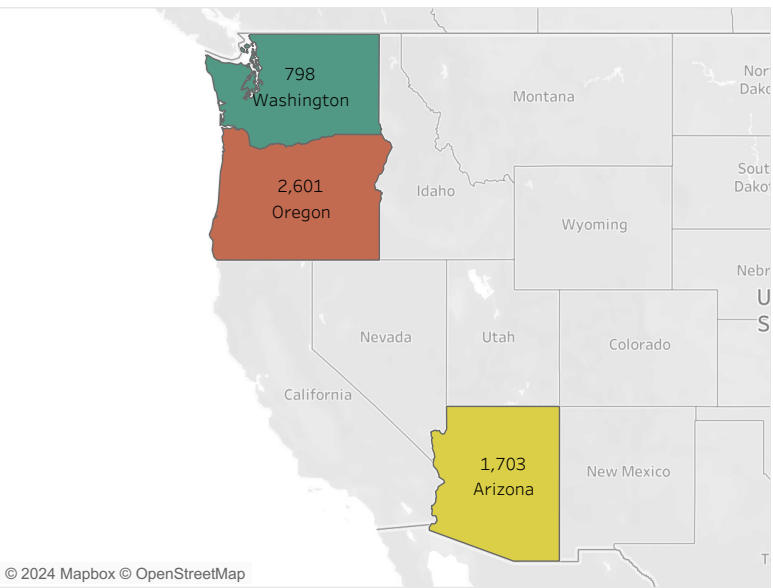 798
Washington
Montana
Nor
Dako
2,601
Oregon
Idaho
Sout
Dako
Wyoming
Nebr
U
S
Nevada
Utah
Colorado
California
1,703
Arizona
New Mexico
T
© 2024 Mapbox © OpenStreetMap